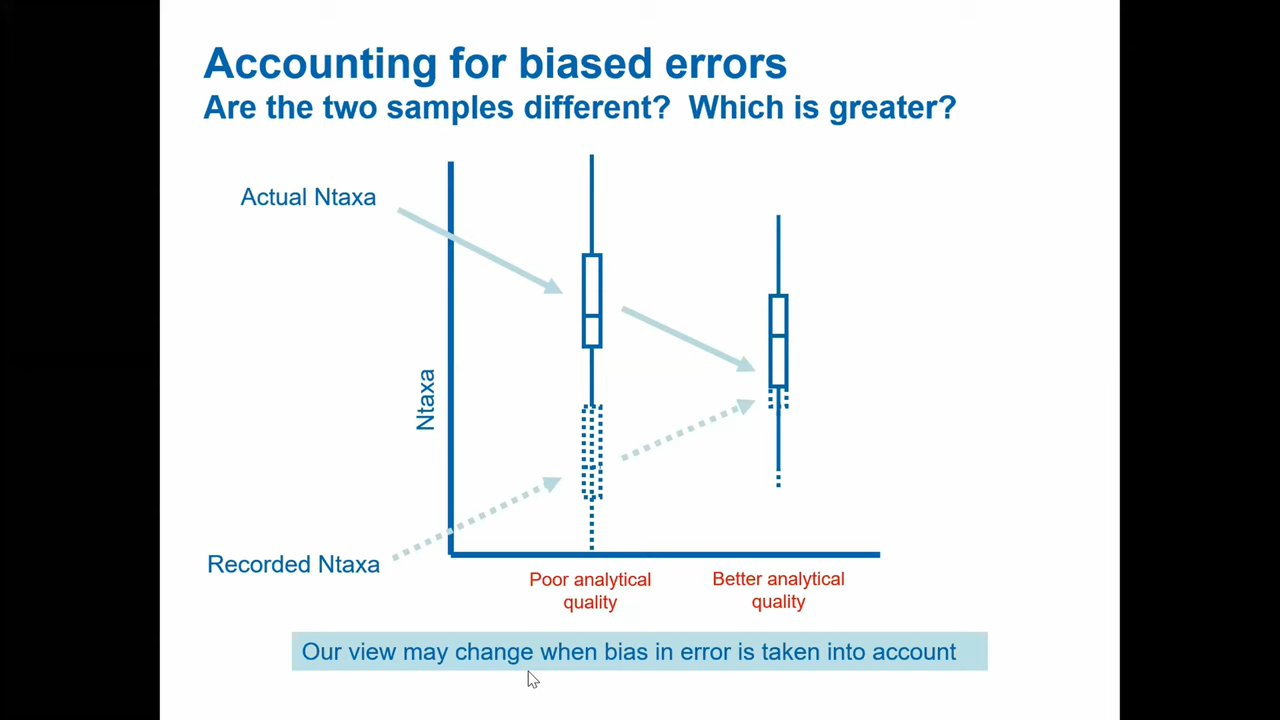 Accounting for biased errors
Are the two samples different?  Which is greater?
Actual Ntaxa
Ntaxa
Recorded Ntaxa
Poor analytical
quality
Better analytical
quality
Our view may change when bias in error is taken into account